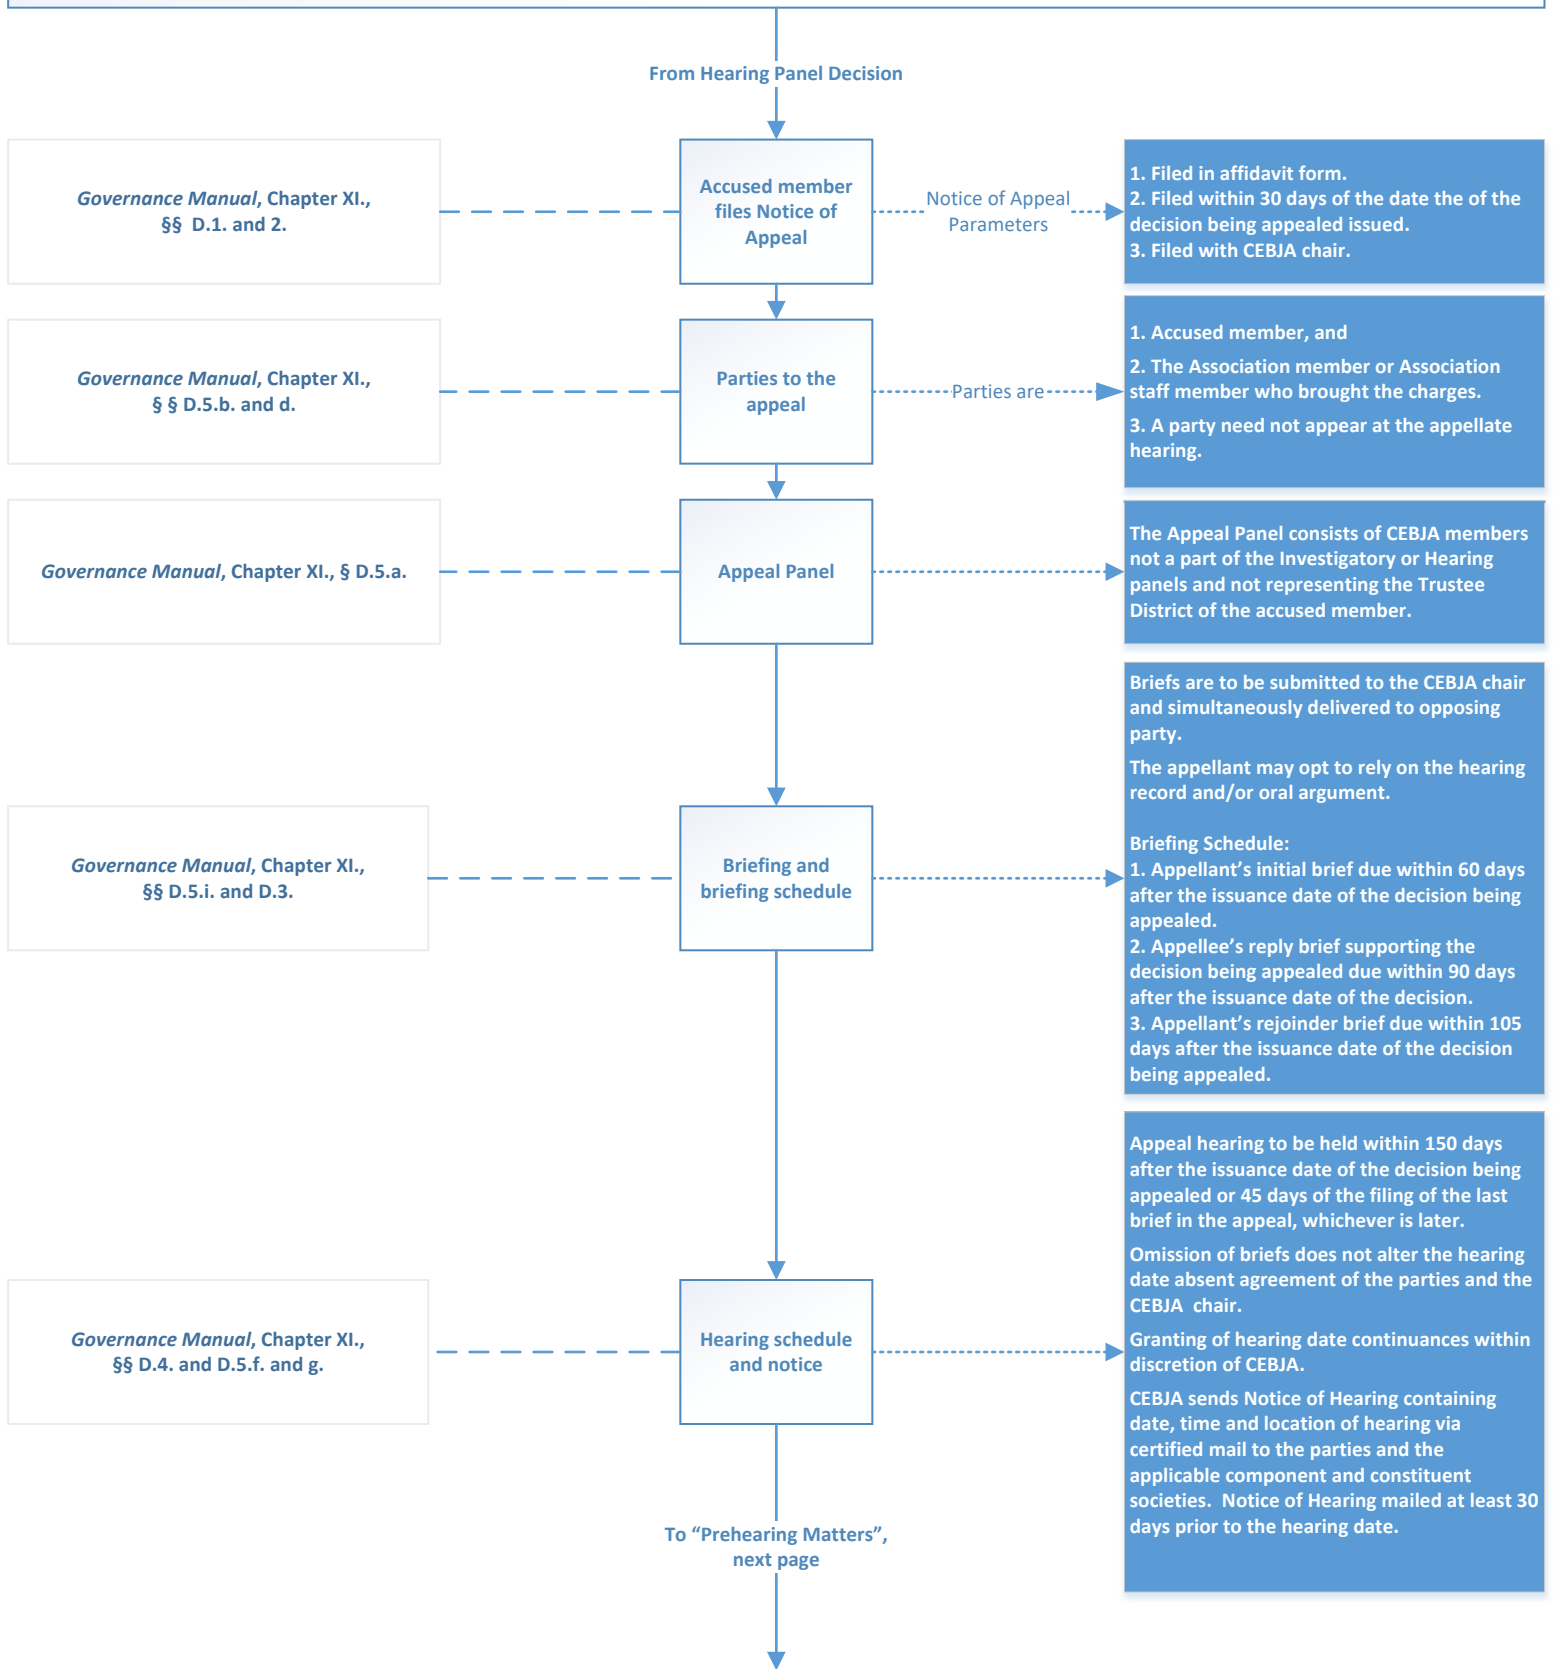 From Hearing Panel Decision
Governance Manual, Chapter XI.,
§§ D.1. and 2.
Accused member
files Notice of
Appeal
Notice of Appeal
Parameters
1. Filed in affidavit form.
2. Filed within 30 days of the date the of the
decision being appealed issued.
3. Filed with CEBJA chair.
Governance Manual, Chapter XI.,
§ § D.5.b. and d.
Parties to the
appeal
Parties are
1. Accused member, and
2. The Association member or Association
staff member who brought the charges.
3. A party need not appear at the appellate
hearing.
Governance Manual, Chapter XI., § D.5.a.
Appeal Panel
The Appeal Panel consists of CEBJA members
not a part of the Investigatory or Hearing
panels and not representing the Trustee
District of the accused member.
Governance Manual, Chapter XI.,
§§ D.5.i. and D.3.
Briefing and
briefing schedule
Briefs are to be submitted to the CEBJA chair
and simultaneously delivered to opposing
party.
The appellant may opt to rely on the hearing
record and/or oral argument.
Briefing Schedule:
1. Appellant’s initial brief due within 60 days
after the issuance date of the decision being
appealed.
2. Appellee’s reply brief supporting the
decision being appealed due within 90 days
after the issuance date of the decision.
3. Appellant’s rejoinder brief due within 105
days after the issuance date of the decision
being appealed.
Governance Manual, Chapter XI.,
§§ D.4. and D.5.f. and g.
Hearing schedule
and notice
Appeal hearing to be held within 150 days
after the issuance date of the decision being
appealed or 45 days of the filing of the last
brief in the appeal, whichever is later.
Omission of briefs does not alter the hearing
date absent agreement of the parties and the
CEBJA  chair.
Granting of hearing date continuances within
discretion of CEBJA.
CEBJA sends Notice of Hearing containing
date, time and location of hearing via
certified mail to the parties and the
applicable component and constituent
societies.  Notice of Hearing mailed at least 30
days prior to the hearing date.
To “Prehearing Matters”,
next page